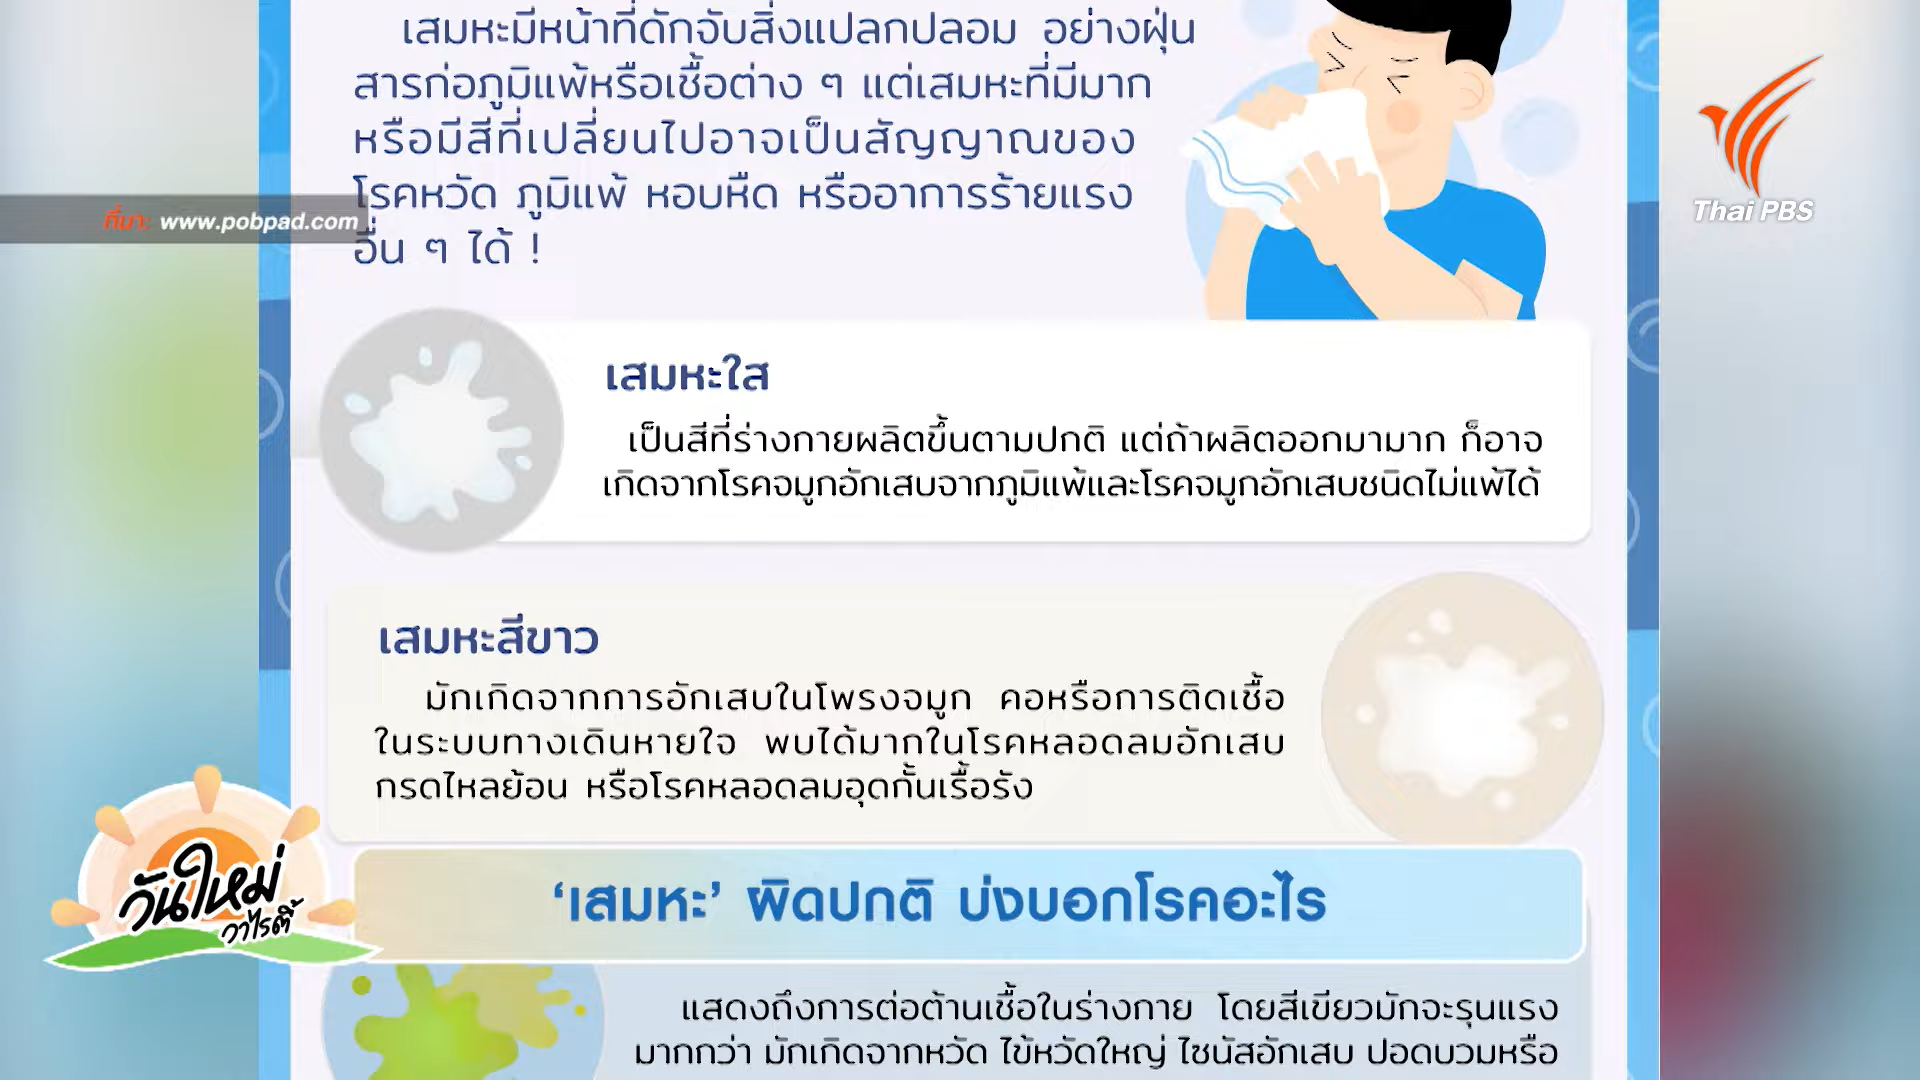 เสมหะมีหน้าที่ดักจับสิ่งแปลกปลอม อย่างฝุ่น
สารก่อภูมิแพ้หรือเชื้อต่าง ๆ แต่เสมหะที่มีมาก
หรือมีสีที่เปลี่ยนไปอาจเป็นสัญญาณของ
โรคหวัด ภูมิแพ้ หอบหืด หรืออาการร้ายแรง
อื่น ๆ ได้ !
ที่มา: www.pobpad.com
Thai PBS
เสมหะใส
เป็นสีที่ร่างกายผลิตขึ้นตามปกติ แต่ถ้าผลิตออกมามาก ก็อาจ
เกิดจากโรคจมูกอักเสบจากภูมิแพ้และโรคจมูกอักเสบชนิดไม่แพ้ได้
เสมหะสีขาว
มักเกิดจากการอักเสบในโพรงจมูก คอหรือการติดเชื้อ
ในระบบทางเดินหายใจ พบได้มากในโรคหลอดลมอักเสบ
กรดไหลย้อน หรือโรคหลอดลมอุดกั้นเรื้อรัง
วันใหม่
วาไรตี้
‘เสมหะ’ ผิดปกติ บ่งบอกโรคอะไร
แสดงถึงการต่อต้านเชื้อในร่างกาย โดยสีเขียวมักจะรุนแรง
มากกว่า มักเกิดจากหวัด ไข้หวัดใหญ่ ไซนัสอักเสบ ปอดบวมหรือ